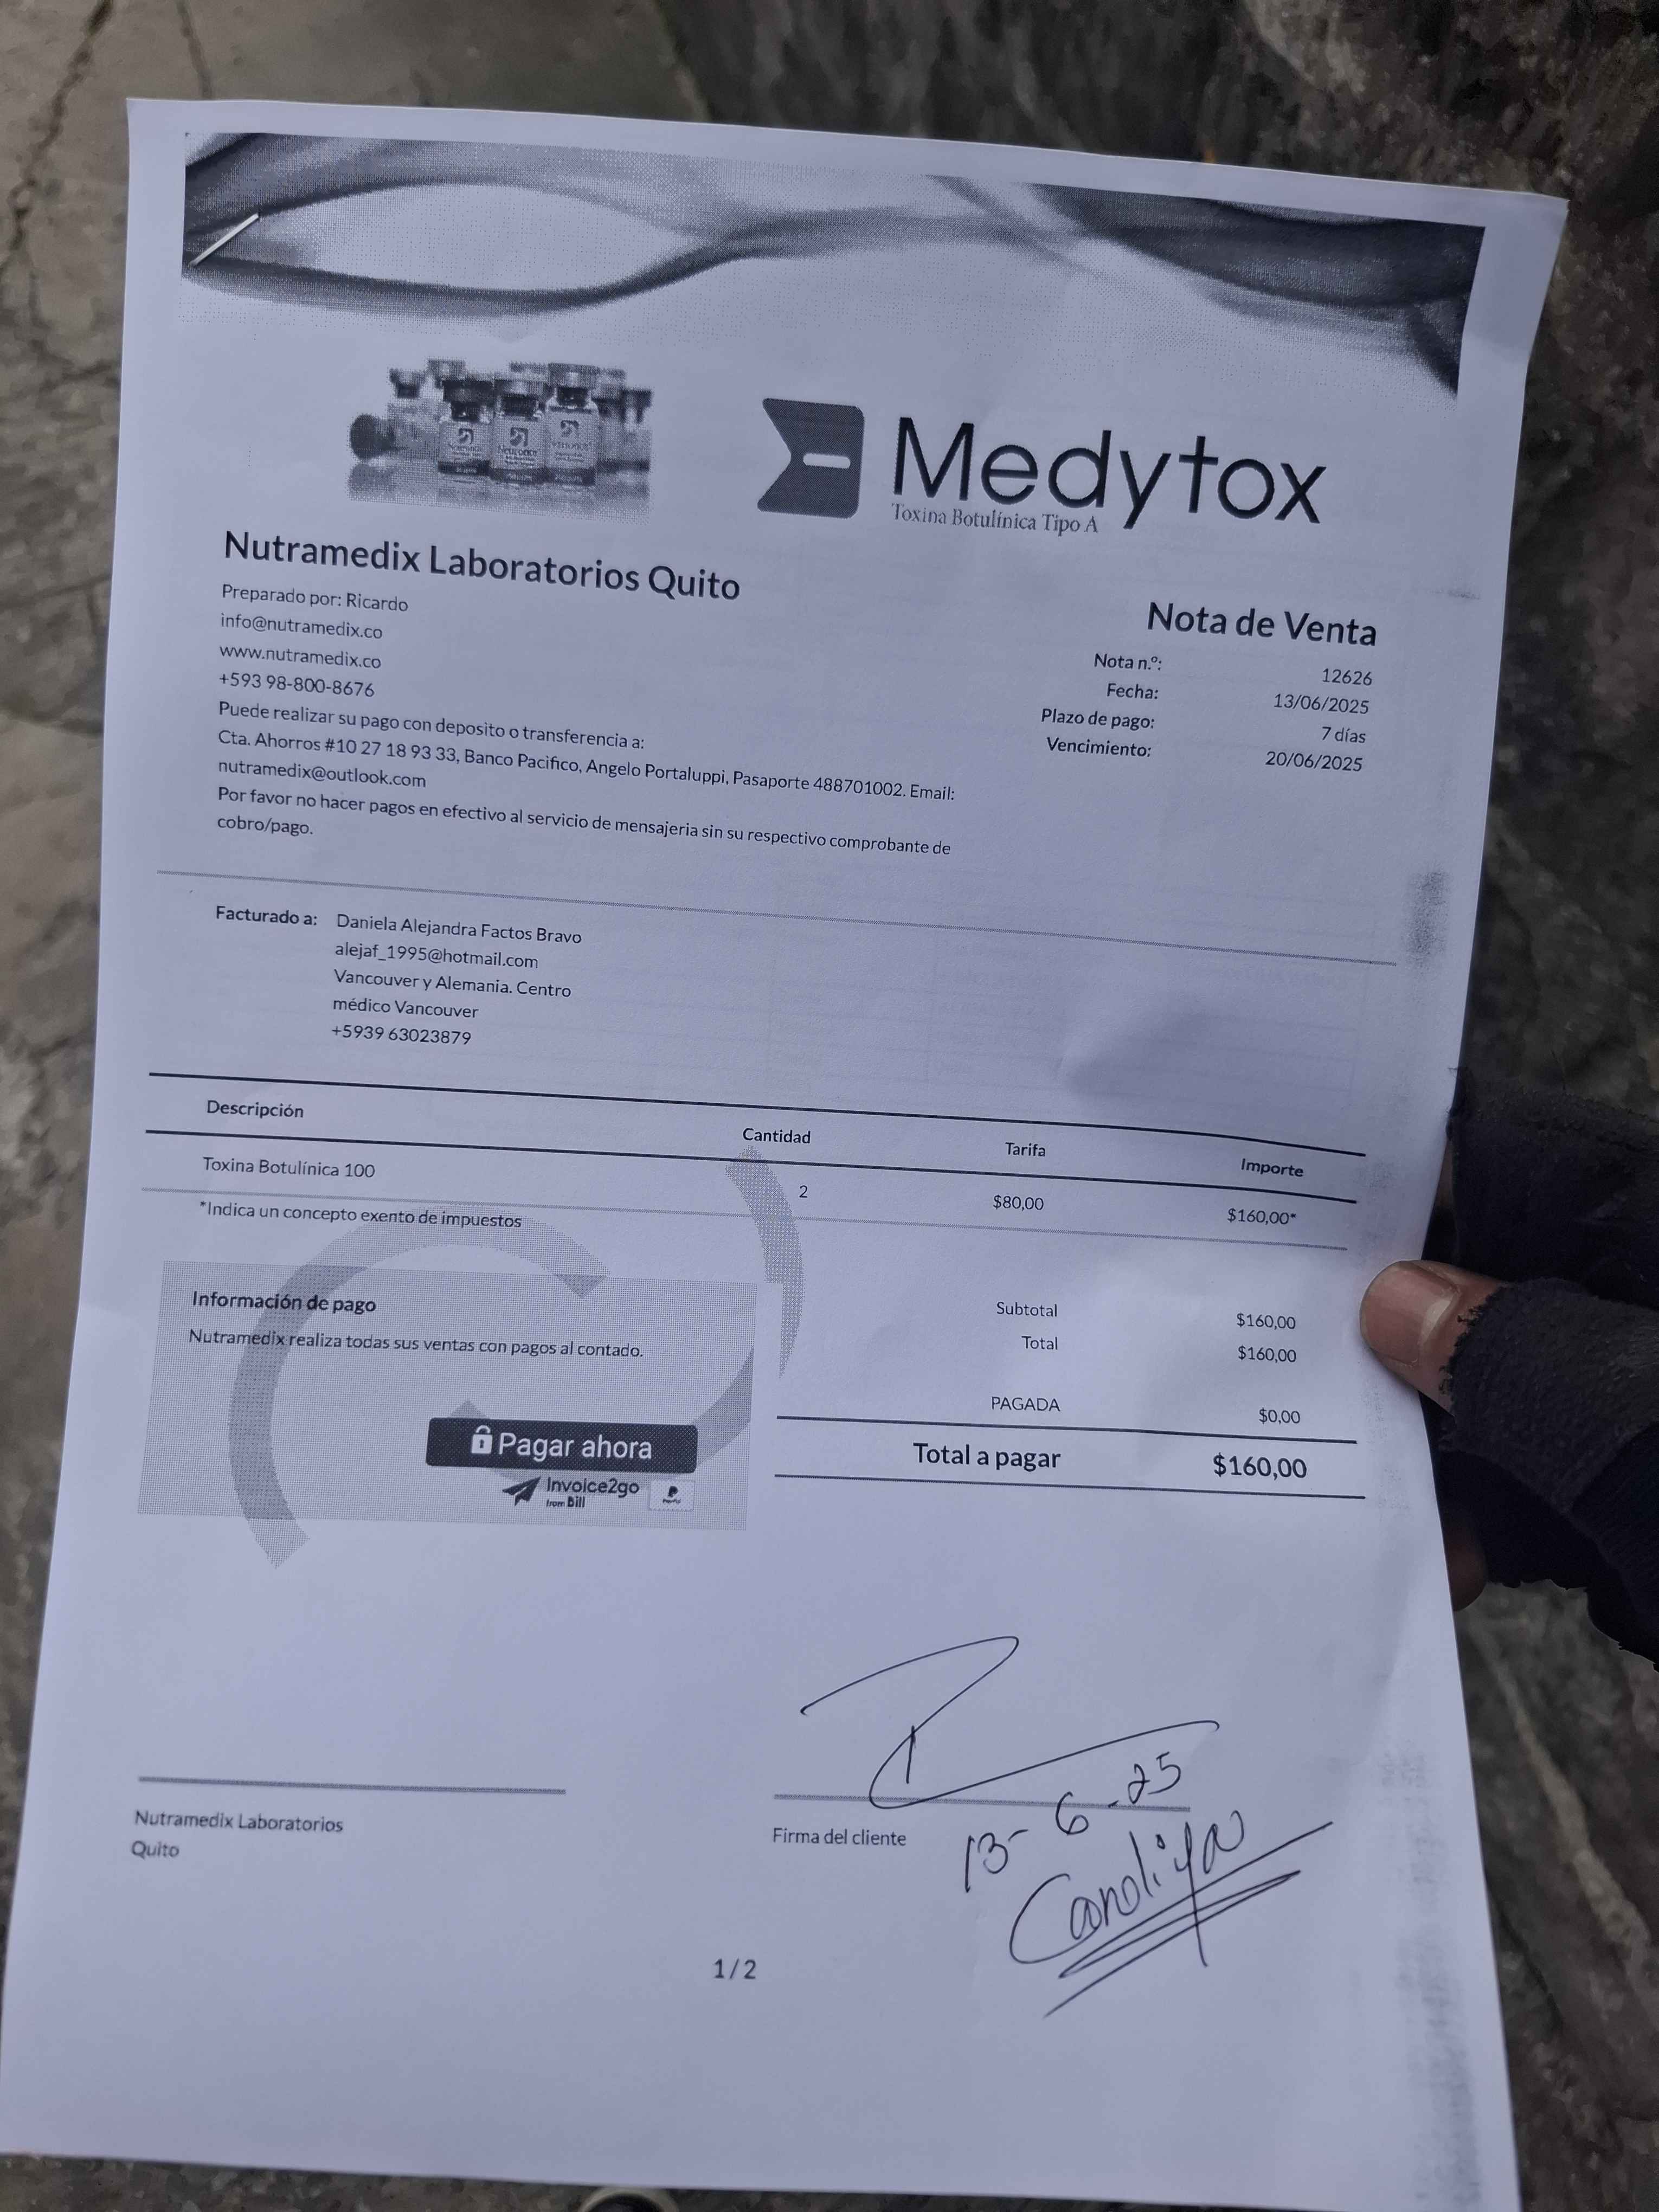 Medytox
Toxina Botulínica Tipo A
Nutramedix Laboratorios Quito
Preparado por: Ricardo
info@nutramedix.co
www.nutramedix.co
+593 98-800-8676
Puede realizar su pago con deposito o transferencia a:
Cta. Ahorros #10 27 18 93 33, Banco Pacifico, Angelo Portaluppi, Pasaporte 488701002. Email:
nutramedix@outlook.com
Por favor no hacer pagos en efectivo al servicio de mensajeria sin su respectivo comprobante de
cobro/pago.
Nota de Venta
Nota n.º: 12626
Fecha: 13/06/2025
Plazo de pago: 7 días
Vencimiento: 20/06/2025
Facturado a: Daniela Alejandra Factos Bravo
alejaf_1995@hotmail.com
Vancouver y Alemania. Centro
médico Vancouver
+5939 63023879
Descripción Cantidad Tarifa Importe
Toxina Botulínica 100 2 $80,00 $160,00*
*Indica un concepto exento de impuestos
Información de pago
Nutramedix realiza todas sus ventas con pagos al contado.
Pagar ahora
Invoice2go
from Bill
Subtotal $160,00
Total $160,00
PAGADA $0,00
Total a pagar $160,00
Nutramedix Laboratorios
Quito
Firma del cliente
13-6-25
1/2